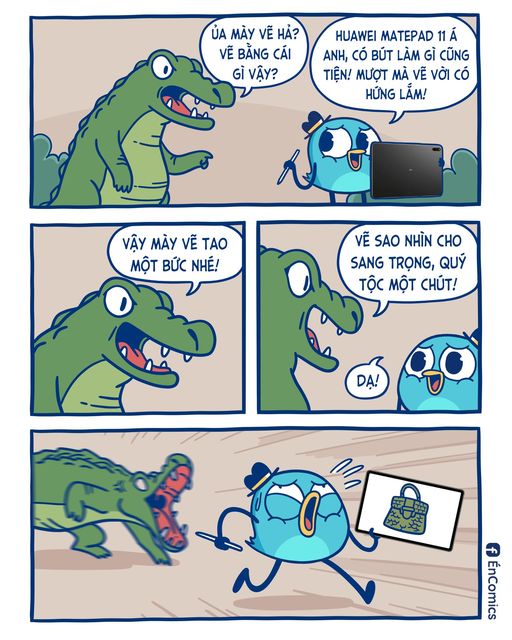 ỦA MÀY VẼ HẢ?
VẼ BẰNG CÁI
GÌ VẬY?
HUAWEI MATEPAD 11 Á
ANH, CÓ BÚT LÀM GÌ CŨNG
TIỆN! MƯỢT MÀ VẼ VỜI CÓ
HỨNG LẮM!
VẬY MÀY VẼ TAO
MỘT BỨC NHÉ!
VẼ SAO NHÌN CHO
SANG TRỌNG, QUÝ
TỘC MỘT CHÚT!
DẠ!
ÉnComics